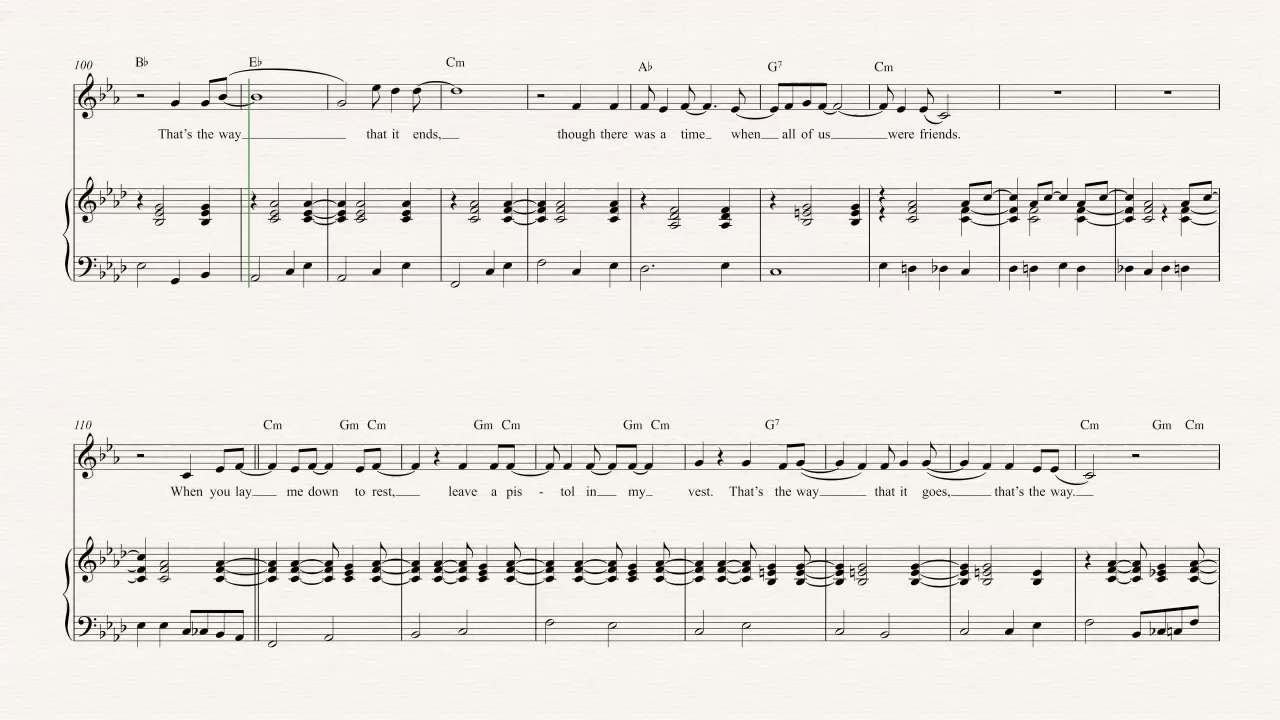 100 B♭ E♭ Cm A♭ G7 Cm
That's the way that it ends, though there was a time when all of us were friends.
110 Cm Gm Cm Gm Cm Gm Cm G7 Cm Gm Cm
When you lay me down to rest, leave a pis - tol in my vest. That's the way that it goes, that's the way.